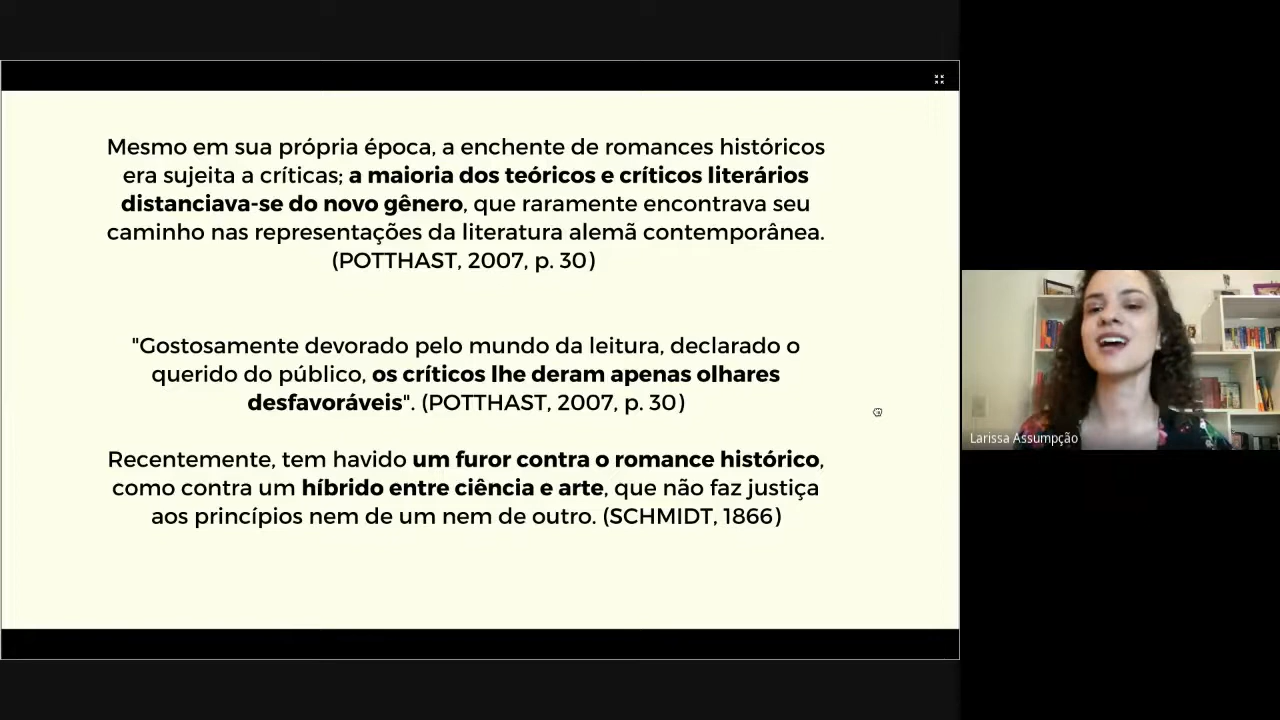 Mesmo em sua própria época, a enchente de romances históricos
era sujeita a críticas; a maioria dos teóricos e críticos literários
distanciava-se do novo gênero, que raramente encontrava seu
caminho nas representações da literatura alemã contemporânea.
(POTTHAST, 2007, p. 30)
"Gostosamente devorado pelo mundo da leitura, declarado o
querido do público, os críticos lhe deram apenas olhares
desfavoráveis". (POTTHAST, 2007, p. 30)
Recentemente, tem havido um furor contra o romance histórico,
como contra um híbrido entre ciência e arte, que não faz justiça
aos princípios nem de um nem de outro. (SCHMIDT, 1866)
Larissa Assumpção